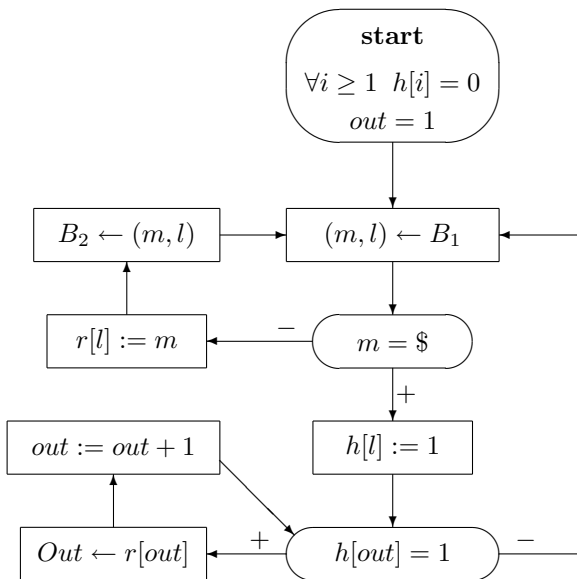 start
∀i ≥ 1 h[i] = 0
out = 1
B₂ ← (m, l)
(m, l) ← B₁
r[l] := m
−
m = $
+
out := out + 1
h[l] := 1
Out ← r[out]
+
h[out] = 1
−